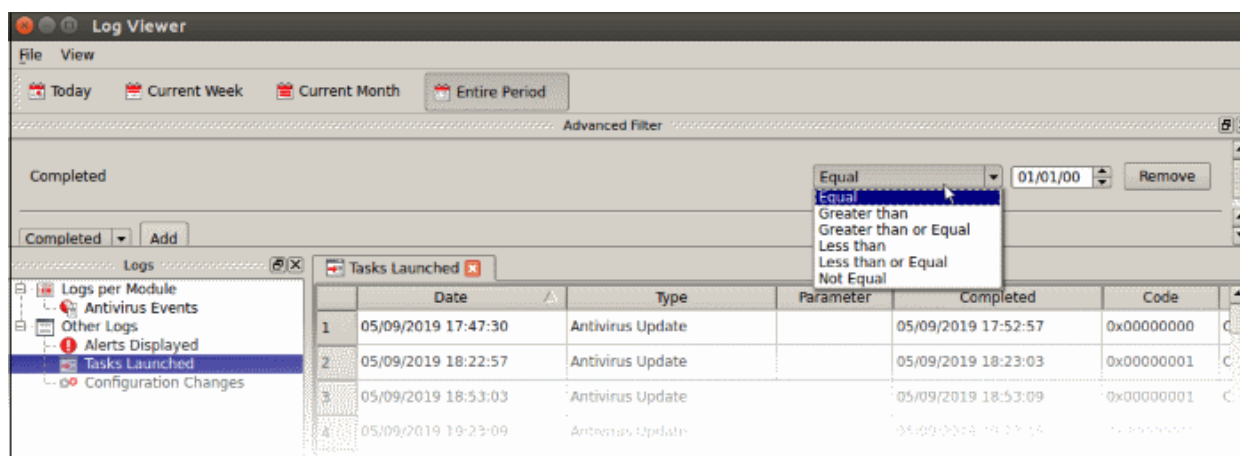 Log Viewer
File View
Today Current Week Current Month Entire Period
Advanced Filter
Completed Equal 01/01/00 Remove
Equal
Greater than
Greater than or Equal
Less than
Less than or Equal
Not Equal
Completed Add
Logs
Logs per Module
Antivirus Events
Other Logs
Alerts Displayed
Tasks Launched
Configuration Changes
Tasks Launched
Date Type Parameter Completed Code
1 05/09/2019 17:47:30 Antivirus Update 05/09/2019 17:52:57 0x00000000 C
2 05/09/2019 18:22:57 Antivirus Update 05/09/2019 18:23:03 0x00000001 C
3 05/09/2019 18:53:03 Antivirus Update 05/09/2019 18:53:09 0x00000001 C
4 05/09/2019 19:23:09 Antivirus Update